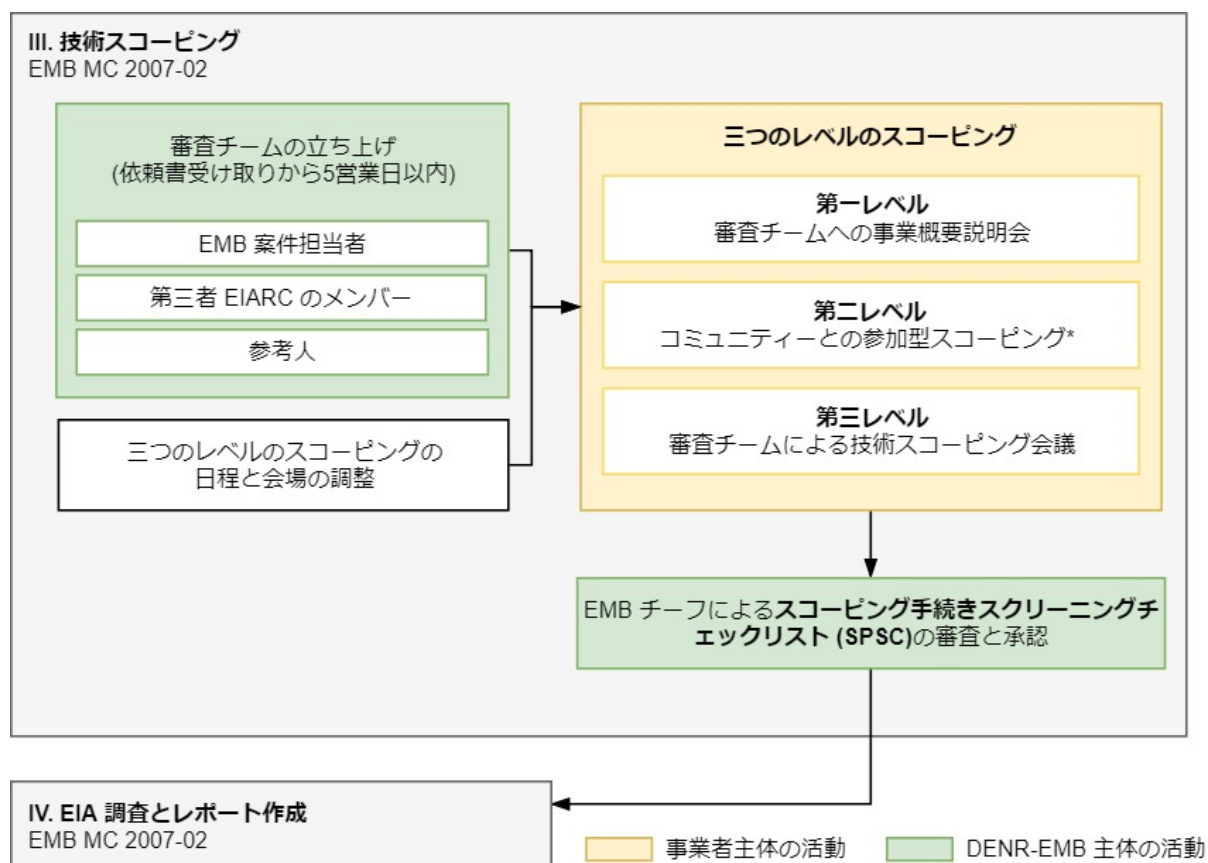 III. 技術スコーピング
EMB MC 2007-02
審査チームの立ち上げ
(依頼書受け取りから5営業日以内)
EMB 案件担当者
第三者 EIARC のメンバー
参考人
三つのレベルのスコーピングの
日程と会場の調整
三つのレベルのスコーピング
第一レベル
審査チームへの事業概要説明会
第二レベル
コミュニティーとの参加型スコーピング*
第三レベル
審査チームによる技術スコーピング会議
EMB チーフによるスコーピング手続きスクリーニングチ
ェックリスト (SPSC)の審査と承認
IV. EIA 調査とレポート作成
EMB MC 2007-02
事業者主体の活動
DENR-EMB 主体の活動